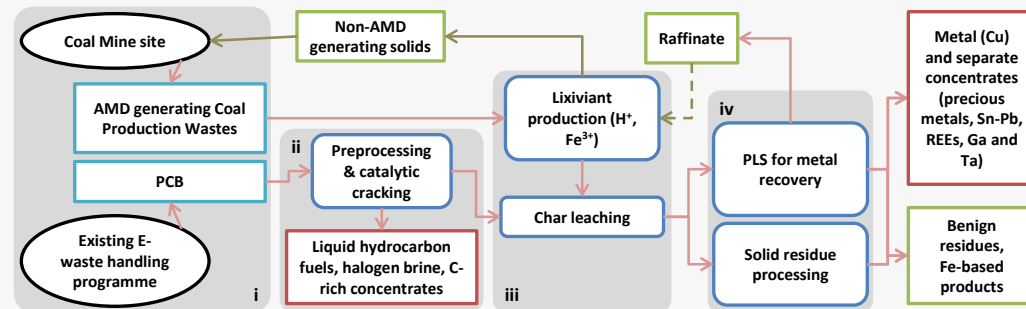 Coal Mine site
AMD generating Coal
Production Wastes
PCB
Existing E-
waste handling
programme
i
Non-AMD
generating solids
ii
Preprocessing
& catalytic
cracking
Liquid hydrocarbon
fuels, halogen brine, C-
rich concentrates
Lixiviant
production (H⁺,
Fe³⁺)
Char leaching
iii
Raffinate
iv
PLS for metal
recovery
Solid residue
processing
Metal (Cu)
and separate
concentrates
(precious
metals, Sn-Pb,
REEs, Ga and
Ta)
Benign
residues,
Fe-based
products